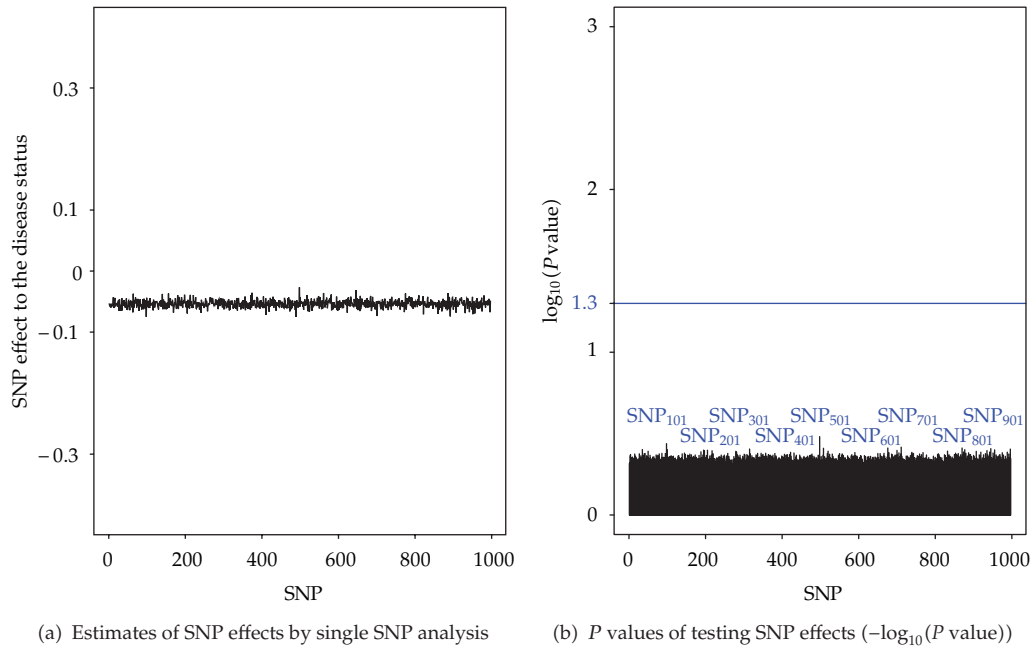 0.3
0.1
0
−0.1
−0.3
SNP effect to the disease status
0 200 400 600 800 1000
SNP
(a) Estimates of SNP effects by single SNP analysis
3
2
1.3
1
0
log₁₀(P value)
SNP₁₀₁ SNP₃₀₁ SNP₅₀₁ SNP₇₀₁ SNP₉₀₁
SNP₂₀₁ SNP₄₀₁ SNP₆₀₁ SNP₈₀₁
0 200 400 600 800 1000
SNP
(b) P values of testing SNP effects (−log₁₀(P value))